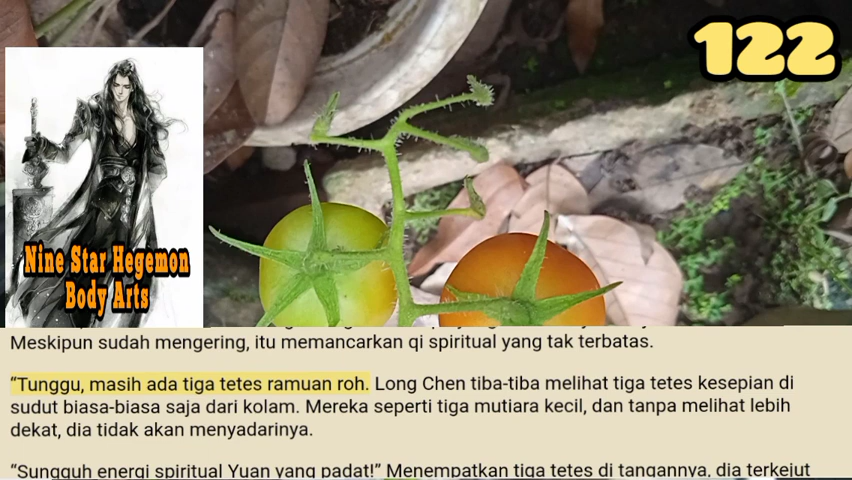 122
Nine Star Hegemon
Body Arts
Meskipun sudah mengering, itu memancarkan qi spiritual yang tak terbatas.
“Tunggu, masih ada tiga tetes ramuan roh. Long Chen tiba-tiba melihat tiga tetes kesepian di
sudut biasa-biasa saja dari kolam. Mereka seperti tiga mutiara kecil, dan tanpa melihat lebih
dekat, dia tidak akan menyadarinya.
“Sungguh energi spiritual Yuan yang padat!” Menempatkan tiga tetes di tangannya, dia terkejut